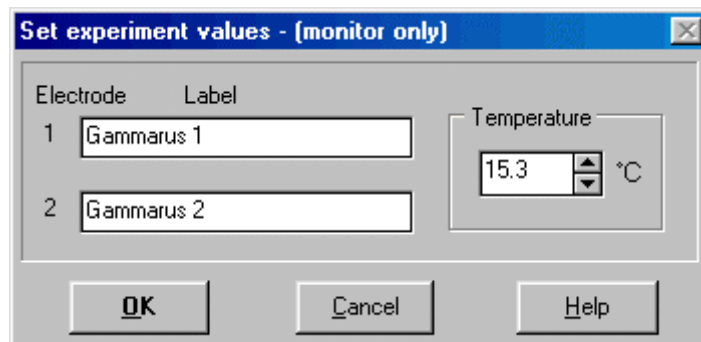 Set experiment values - (monitor only)
Electrode Label
1 Gammarus 1
2 Gammarus 2
Temperature
15.3 °C
OK Cancel Help